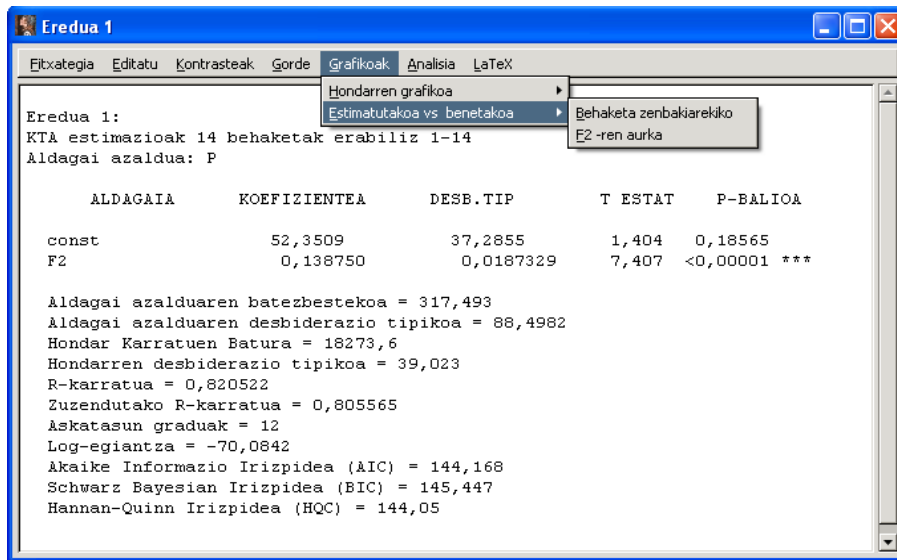 Eredua 1
Fitxategia Editatu Kontrasteak Gorde Grafikoak Analisia LaTeX
Hondarren grafikoa
Estimatutakoa vs benetakoa
Behaketa zenbakiarekiko
F2 -ren aurka
Eredua 1:
KTA estimazioak 14 behaketak erabiliz 1-14
Aldagai azaldua: P
ALDAGAIA KOEFIZIENTEA DESB.TIP T ESTAT P-BALIOA
const 52,3509 37,2855 1,404 0,18565
F2 0,138750 0,0187329 7,407 <0,00001 ***
Aldagai azalduaren batezbestekoa = 317,493
Aldagai azalduaren desbiderazio tipikoa = 88,4982
Hondar Karratuen Batura = 18273,6
Hondarren desbiderazio tipikoa = 39,023
R-karratua = 0,820522
Zuzendutako R-karratua = 0,805565
Askatasun graduak = 12
Log-egiantza = -70,0842
Akaike Informazio Irizpidea (AIC) = 144,168
Schwarz Bayesian Irizpidea (BIC) = 145,447
Hannan-Quinn Irizpidea (HQC) = 144,05